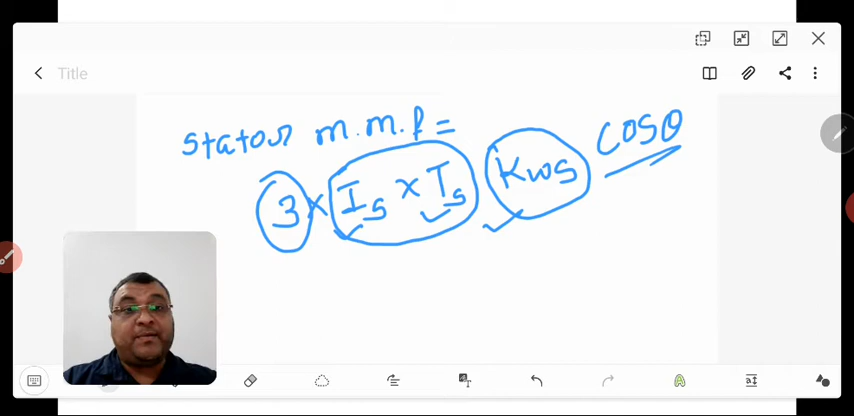 Title
stator m.m.f =
3 × Is × Ts Kws cosθ